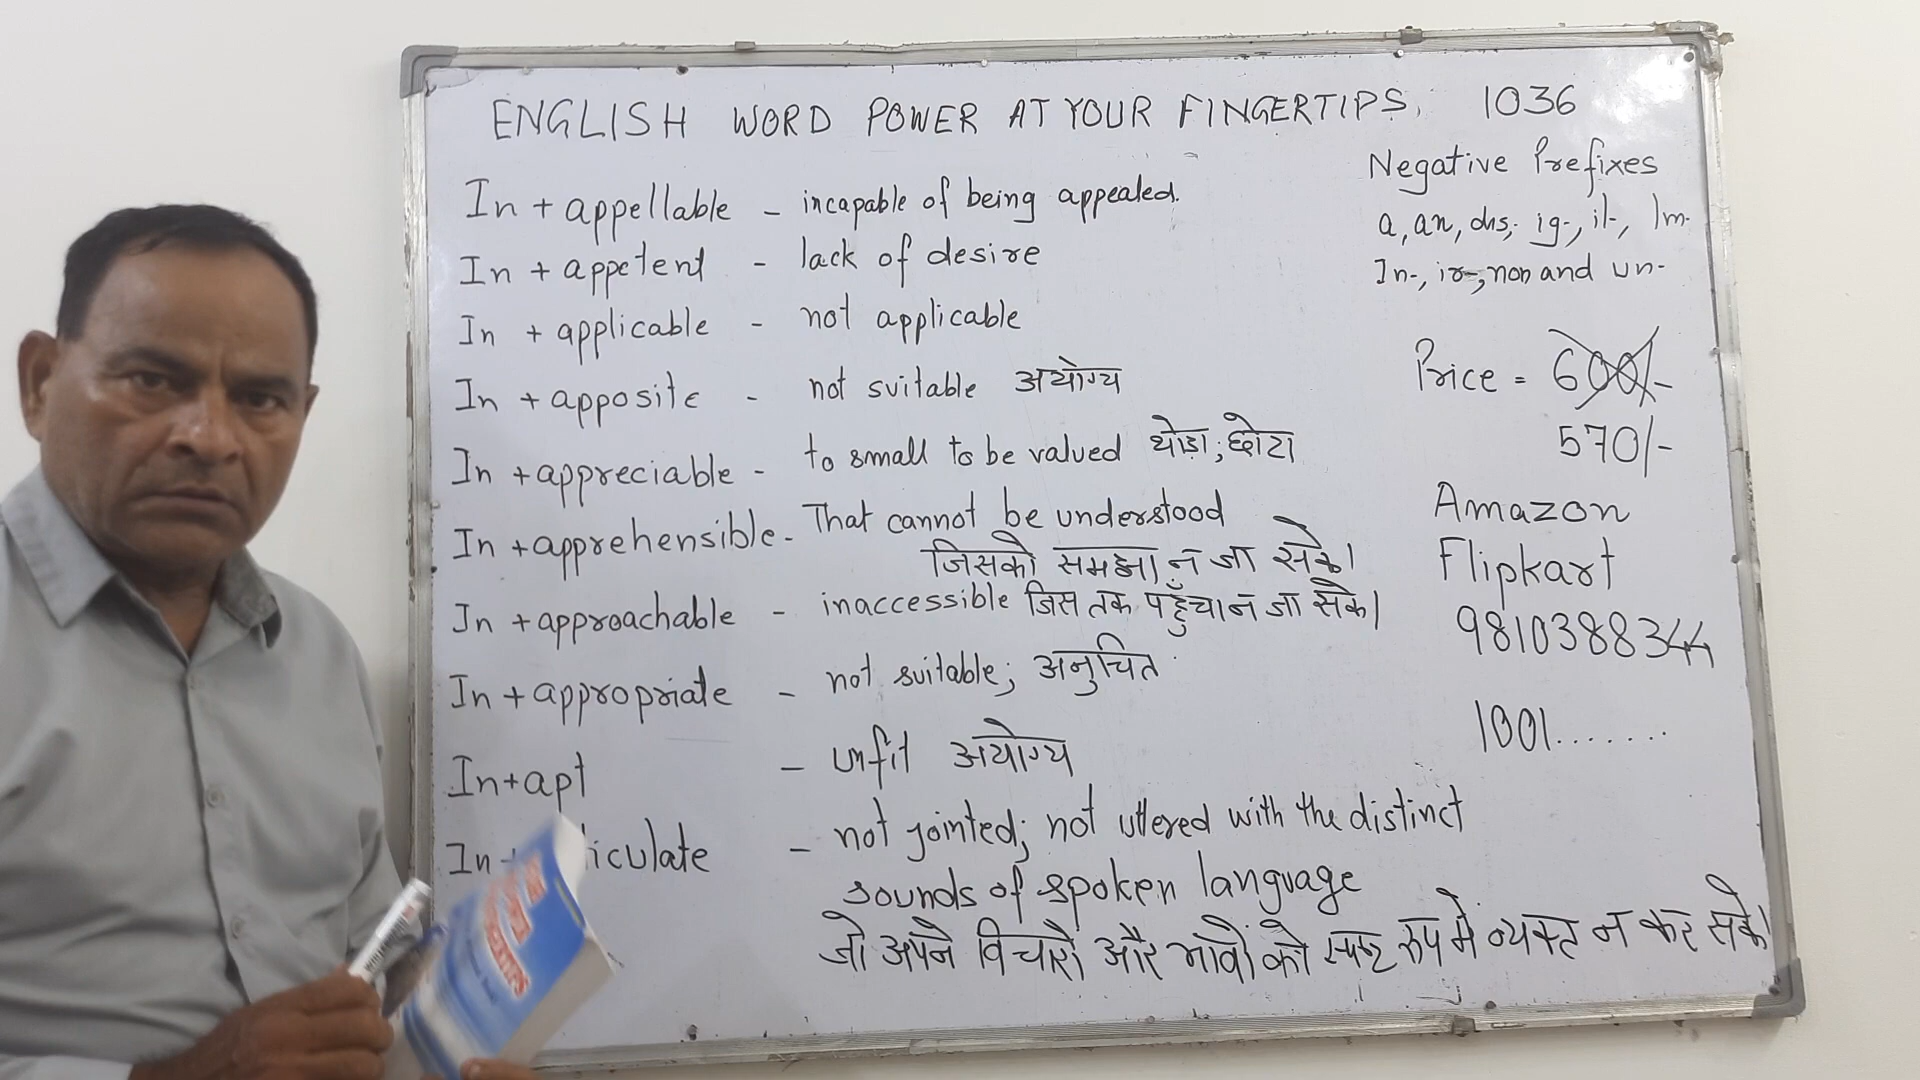 ENGLISH WORD POWER AT YOUR FINGERTIPS, 1036
In + appellable - incapable of being appealed.
In + appetent - lack of desire
In + applicable - not applicable
In + apposite - not suitable अयोग्य
In + appreciable - to small to be valued थोड़ा; छोटा
In + apprehensible - That cannot be understood
जिसको समझा न जा सके।
In + approachable - inaccessible जिस तक पहुँचा न जा सके।
In + appropriate - not suitable; अनुचित
In + apt - unfit अयोग्य
In + iculate - not jointed; not uttered with the distinct
sounds of spoken language
जो अपने विचारों और भावों को स्पष्ट रूप में व्यक्त न कर सके।
Negative Prefixes
a, an, dis,- ig-, il-, Im-
In-, ir-, non and un-
Price = 600/-
570/-
Amazon
Flipkart
9810388344
1001.......